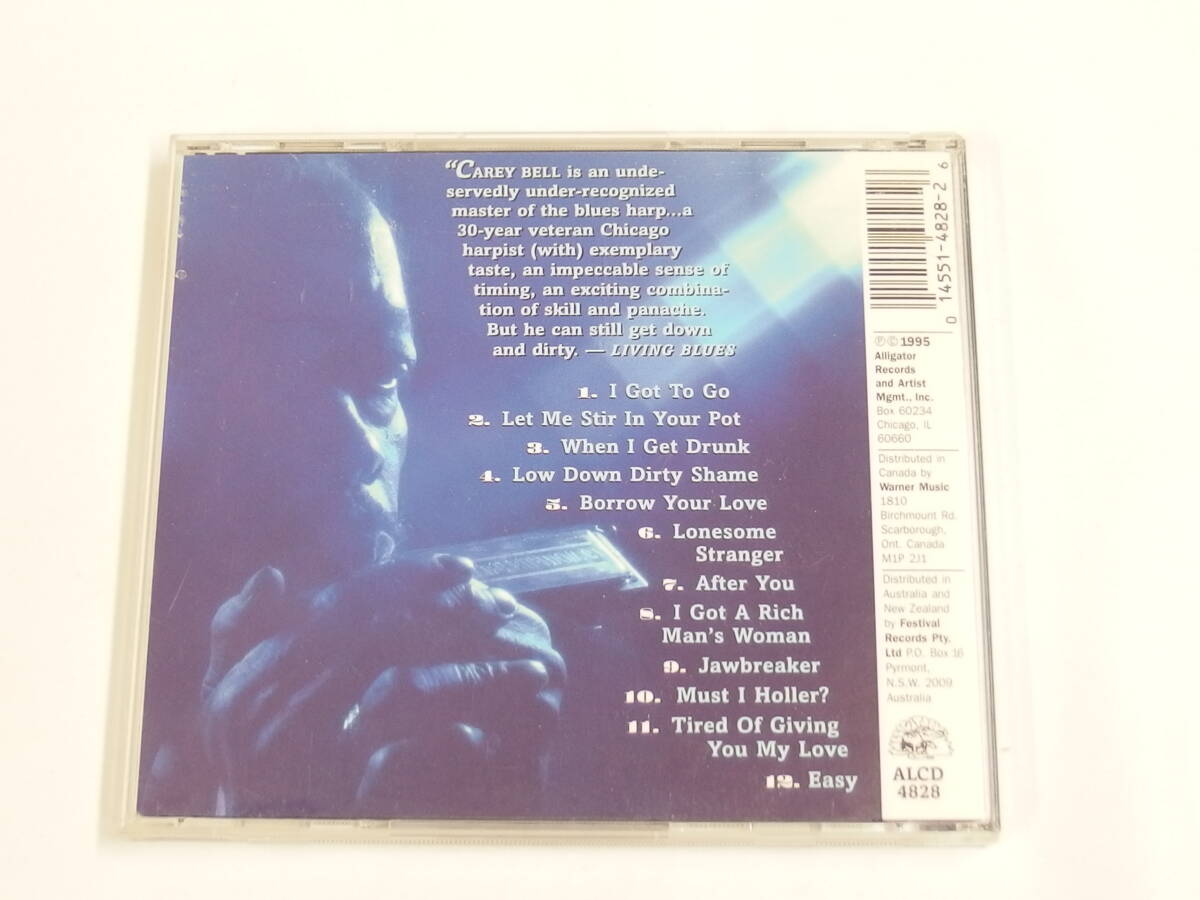 “CAREY BELL is an unde-
servedly under-recognized
master of the blues harp...a
30-year veteran Chicago
harpist (with) exemplary
taste, an impeccable sense of
timing, an exciting combina-
tion of skill and panache.
But he can still get down
and dirty. — LIVING BLUES
1. I Got To Go
2. Let Me Stir In Your Pot
3. When I Get Drunk
4. Low Down Dirty Shame
5. Borrow Your Love
6. Lonesome
Stranger
7. After You
8. I Got A Rich
Man's Woman
9. Jawbreaker
10. Must I Holler?
11. Tired Of Giving
You My Love
12. Easy
0 14551-4828-2 6
℗©1995
Alligator
Records
and Artist
Mgmt., Inc.
Box 60234
Chicago, IL
60660
Distributed in
Canada by
Warner Music
1810
Birchmount Rd.
Scarborough,
Ont. Canada
M1P 2J1
Distributed in
Australia and
New Zealand
by Festival
Records Pty.
Ltd P.O. Box 16
Pyrmont,
N.S.W. 2009
Australia
ALCD
4828